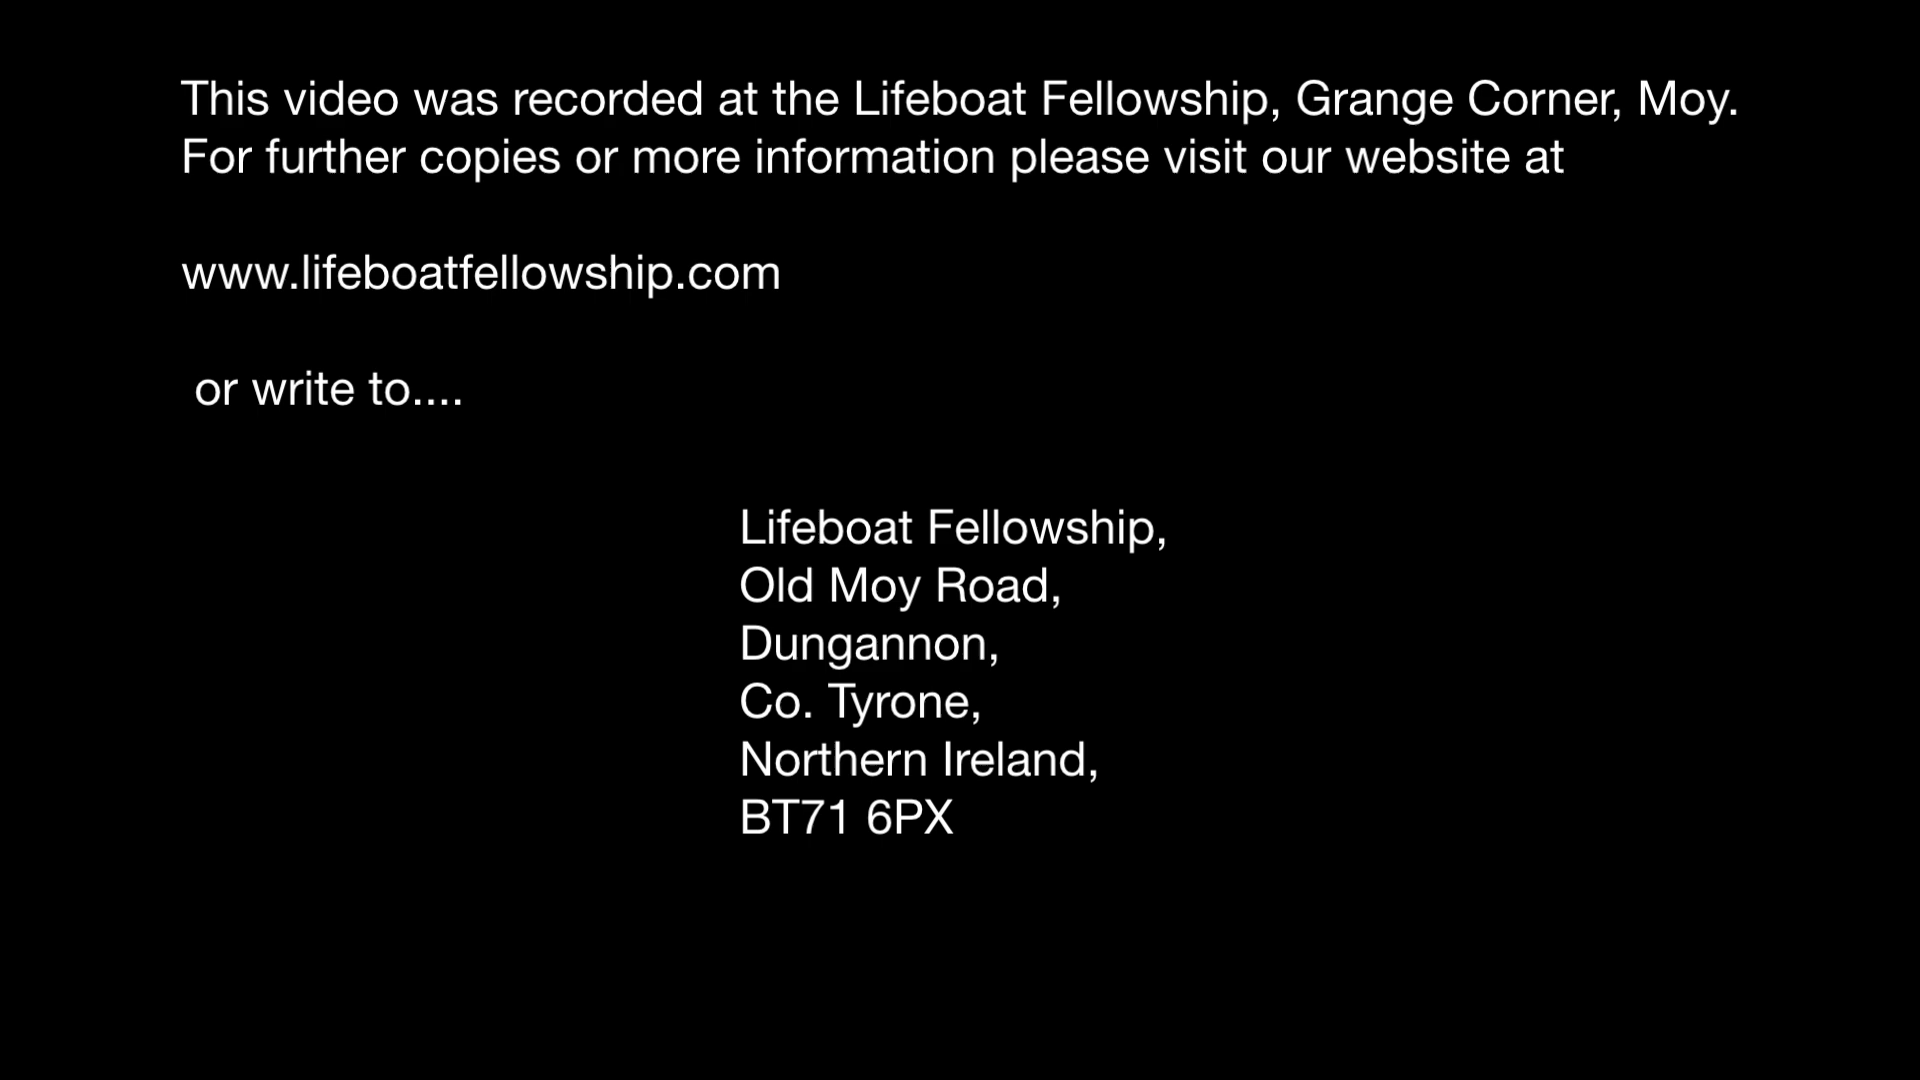 This video was recorded at the Lifeboat Fellowship, Grange Corner, Moy.
For further copies or more information please visit our website at
www.lifeboatfellowship.com
or write to....
Lifeboat Fellowship,
Old Moy Road,
Dungannon,
Co. Tyrone,
Northern Ireland,
BT71 6PX